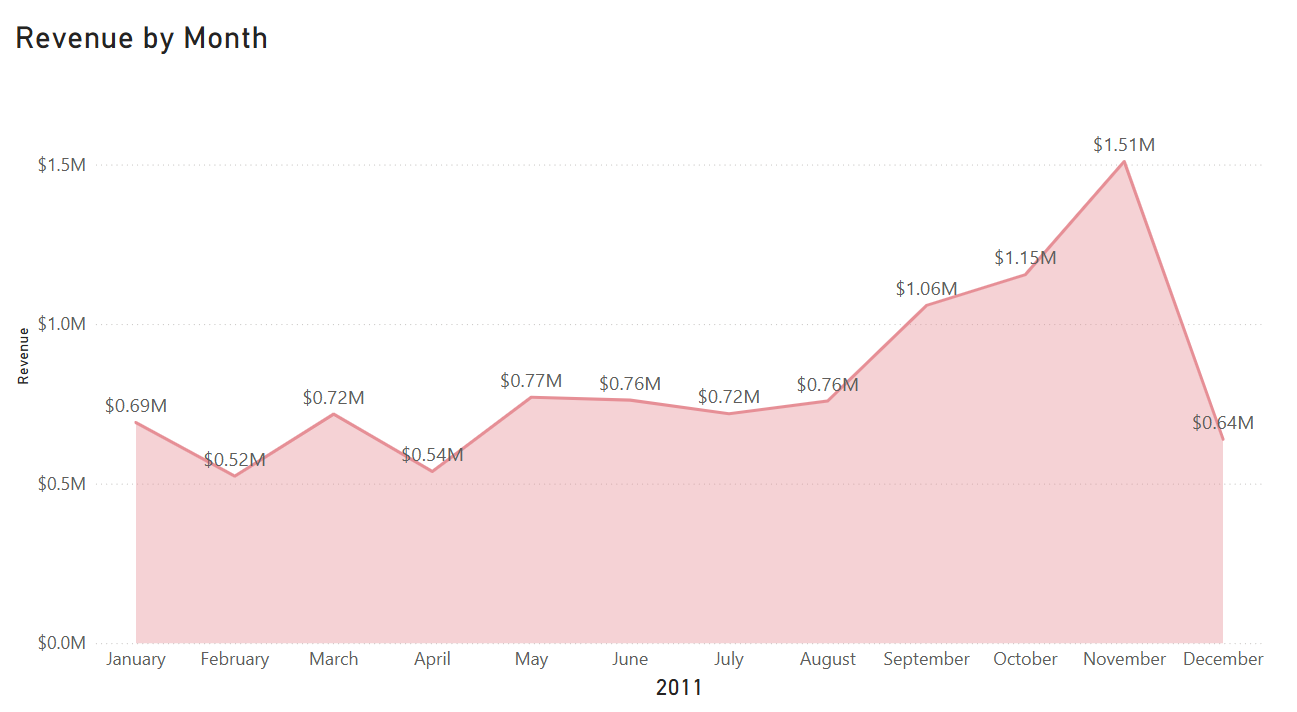 Revenue by Month
Revenue
$1.5M
$1.0M
$0.5M
$0.0M
$0.69M
$0.52M
$0.72M
$0.54M
$0.77M
$0.76M
$0.72M
$0.76M
$1.06M
$1.15M
$1.51M
$0.64M
January February March April May June July August September October November December
2011